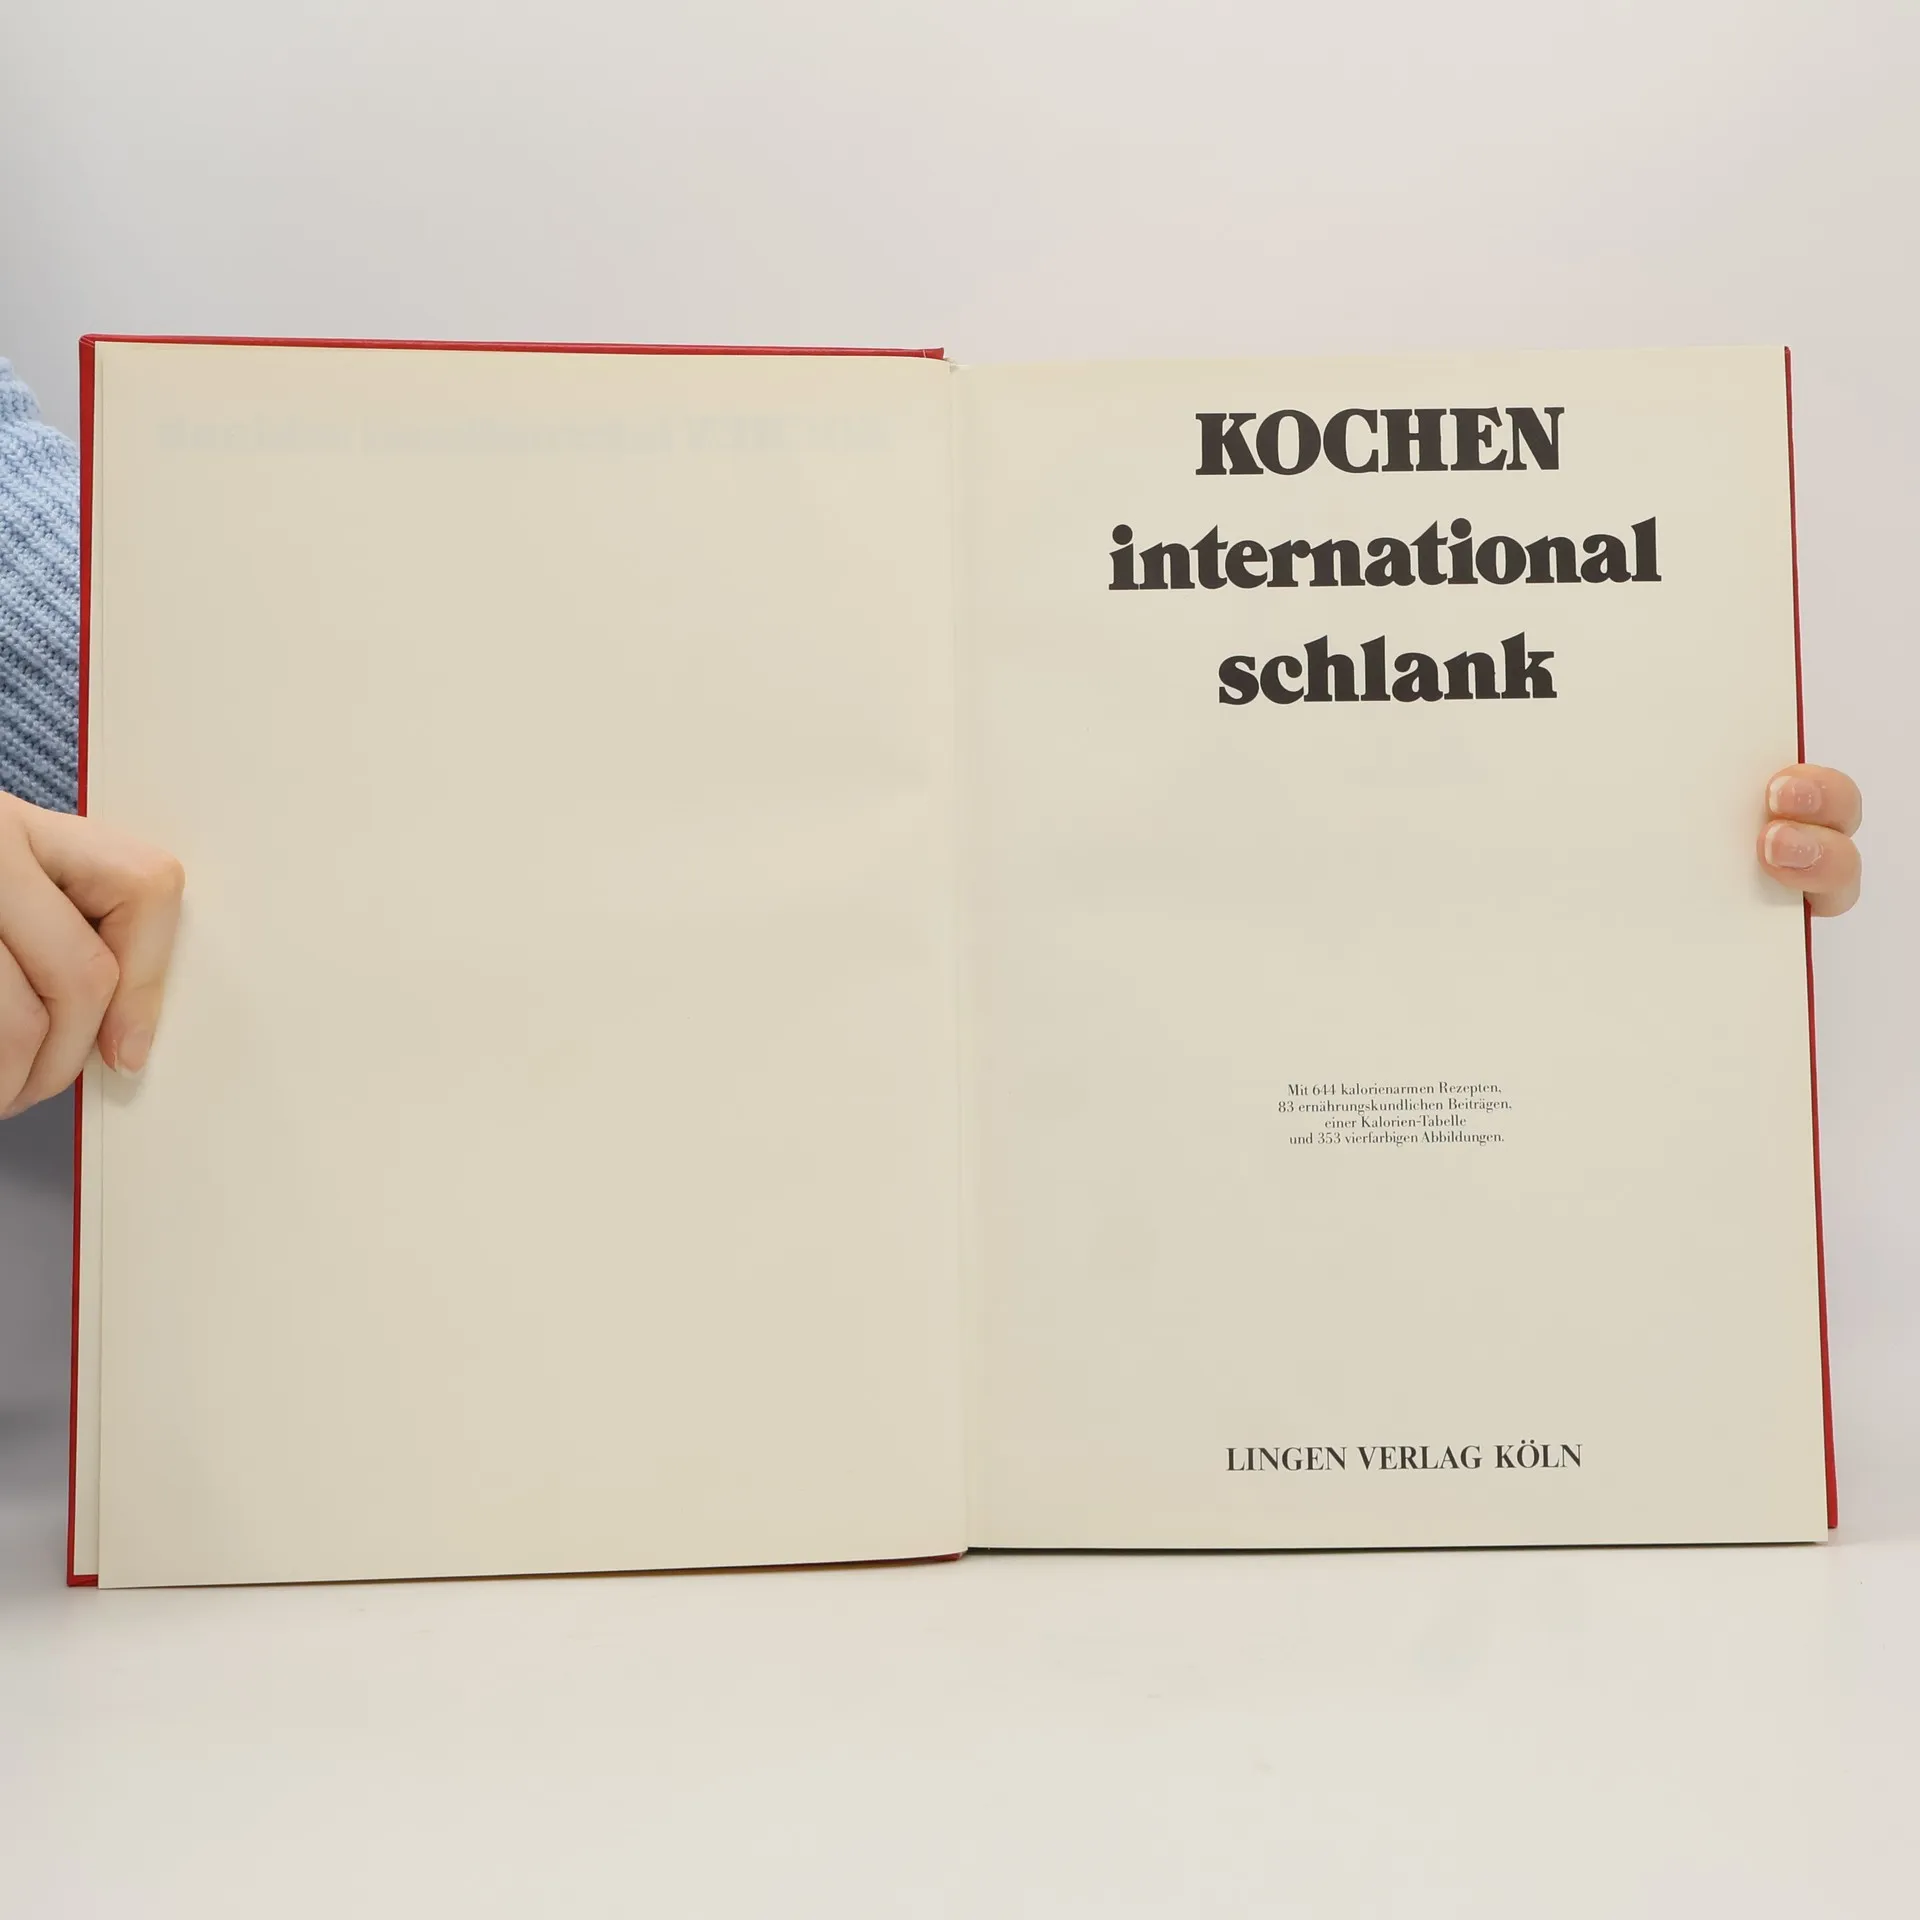 KOCHEN
international
schlank
Mit 644 kalorienarmen Rezepten,
83 ernährungskundlichen Beiträgen,
einer Kalorien-Tabelle
und 353 vierfarbigen Abbildungen.
LINGEN VERLAG KÖLN